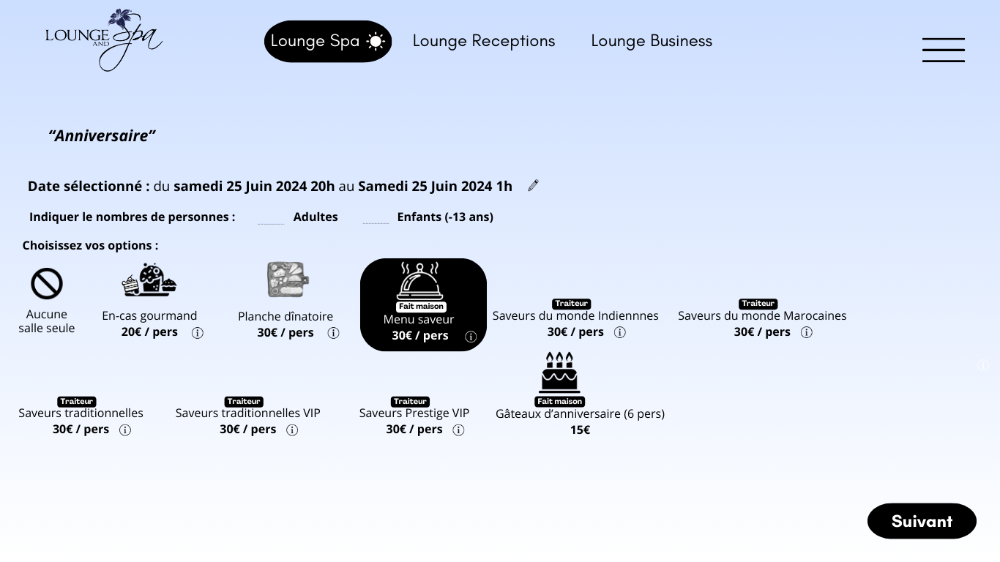 LOUNGE AND Spa
Lounge Spa
Lounge Receptions
Lounge Business
“Anniversaire”
Date sélectionné : du samedi 25 Juin 2024 20h au Samedi 25 Juin 2024 1h
Indiquer le nombres de personnes :
Adultes
Enfants (-13 ans)
Choisissez vos options :
Aucune
salle seule
En-cas gourmand
20€ / pers
Planche dînatoire
30€ / pers
Fait maison
Menu saveur
30€ / pers
Traiteur
Saveurs du monde Indiennnes
30€ / pers
Traiteur
Saveurs du monde Marocaines
30€ / pers
Traiteur
Saveurs traditionnelles
30€ / pers
Traiteur
Saveurs traditionnelles VIP
30€ / pers
Traiteur
Saveurs Prestige VIP
30€ / pers
Fait maison
Gâteaux d’anniversaire (6 pers)
15€
Suivant